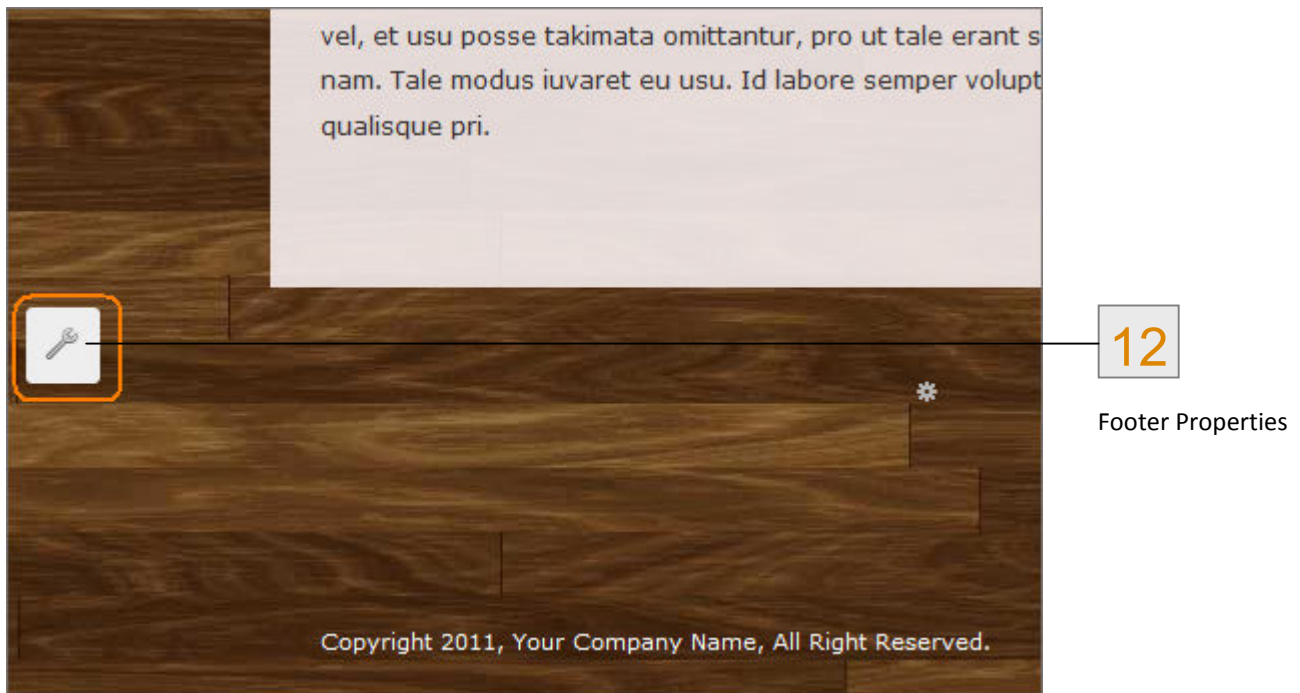 vel, et usu posse takimata omittantur, pro ut tale erant s
nam. Tale modus iuvaret eu usu. Id labore semper volupt
qualisque pri.
12
Footer Properties
Copyright 2011, Your Company Name, All Right Reserved.